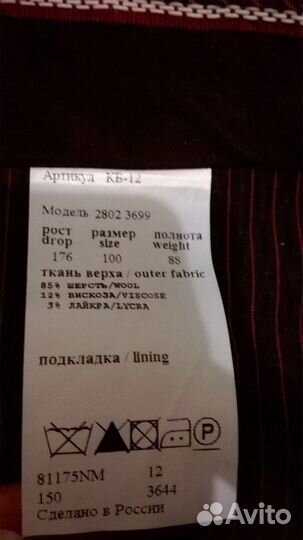 Артикул КБ-12
Модель 2802 3699
рост размер полнота
drop size weight
176 100 88
ткань верха / outer fabric
85% ШЕРСТЬ/WOOL
12% ВИСКОЗА/VISCOSE
3% ЛАЙКРА/LYCRA
подкладка / lining
P
81175NM 12
150 3644
Сделано в России
Avito